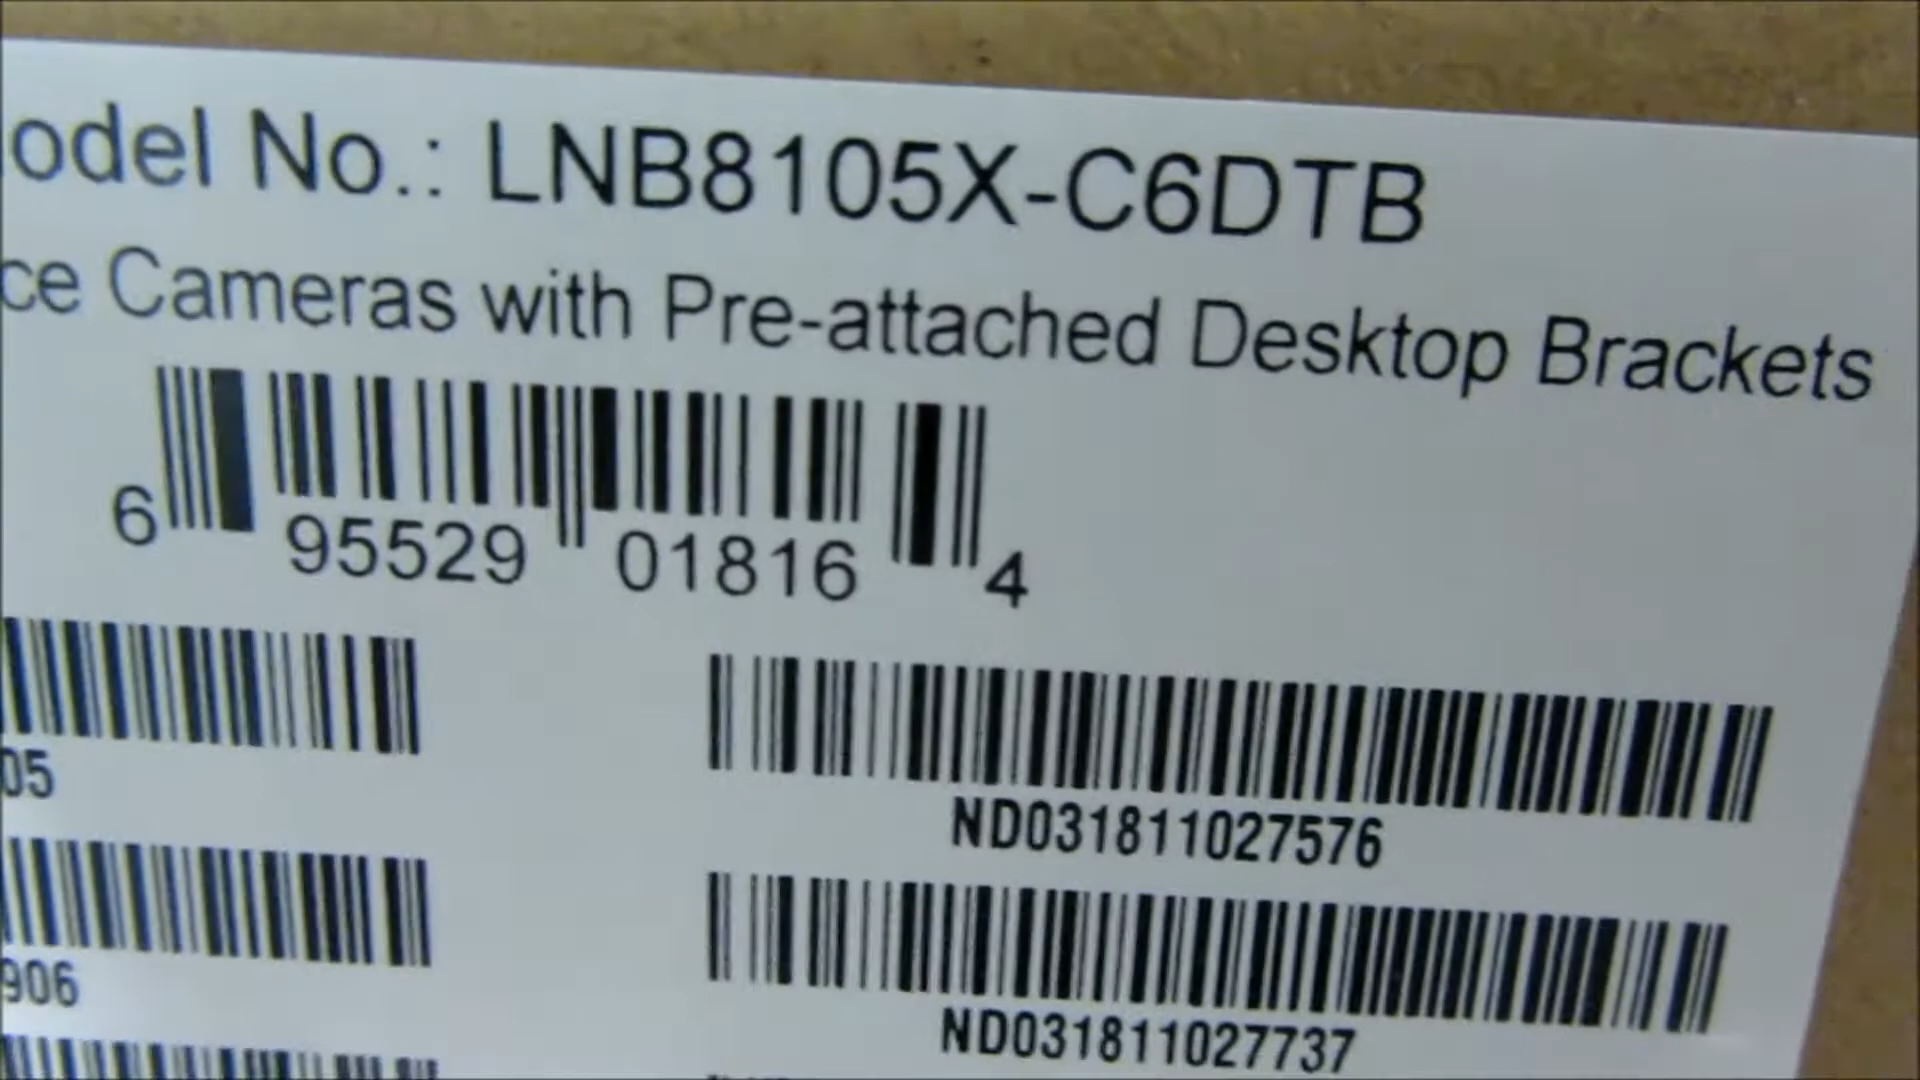 odel No.: LNB8105X-C6DTB
ce Cameras with Pre-attached Desktop Brackets
6 95529 01816 4
05
ND031811027576
906
ND031811027737